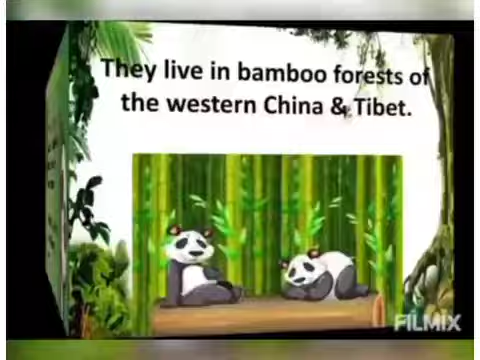 They live in bamboo forests of
the western China & Tibet.
FILMIX